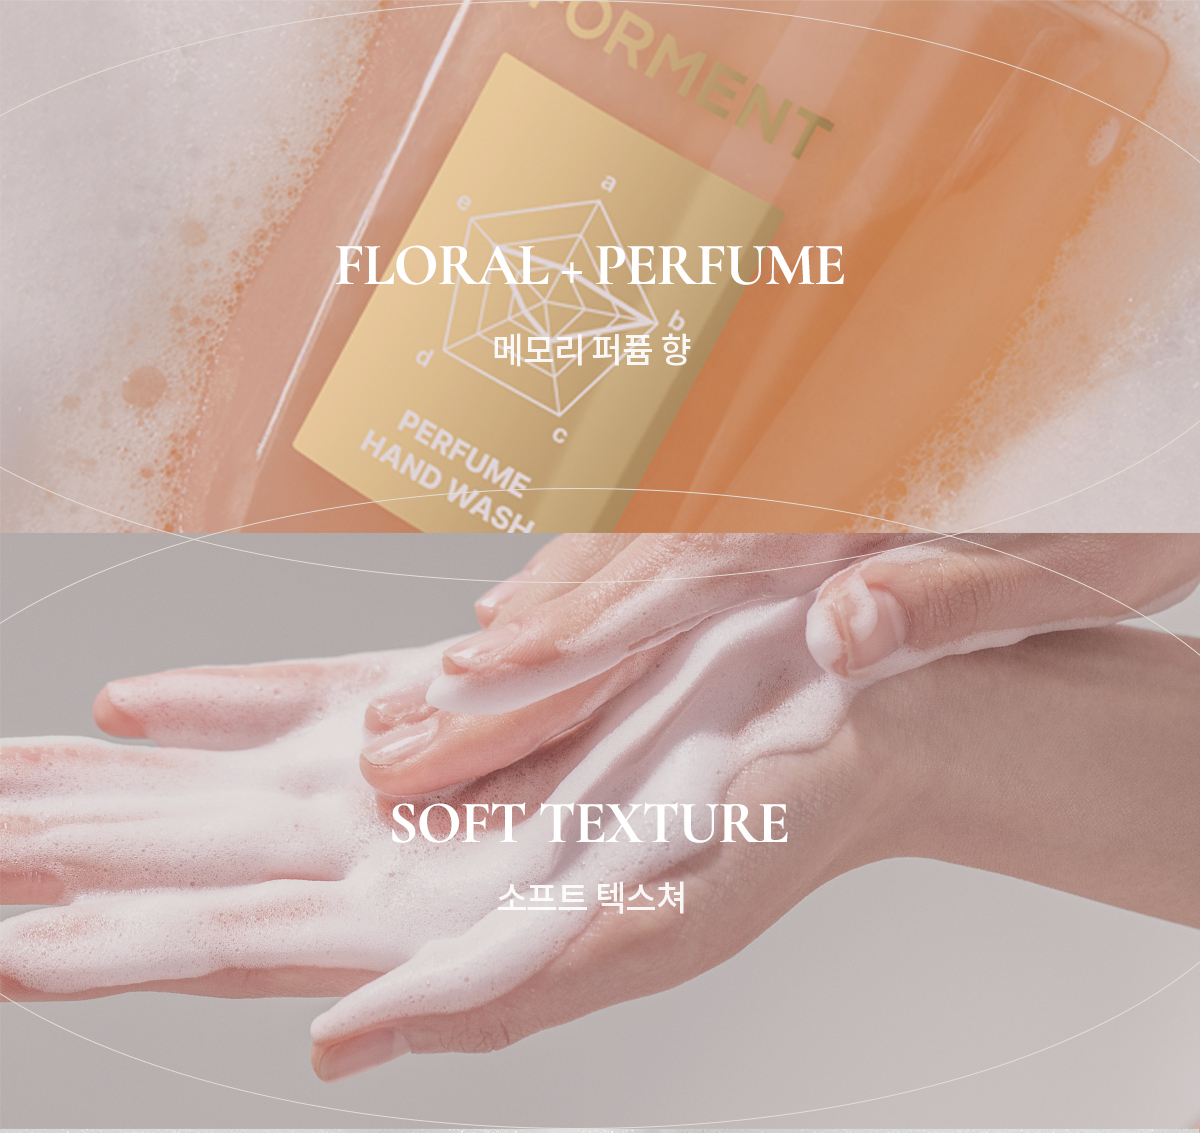 FORMENT
a
e
FLORAL + PERFUME
b
메모리 퍼퓸 향
d
c
PERFUME
HAND WASH
SOFT TEXTURE
소프트 텍스쳐